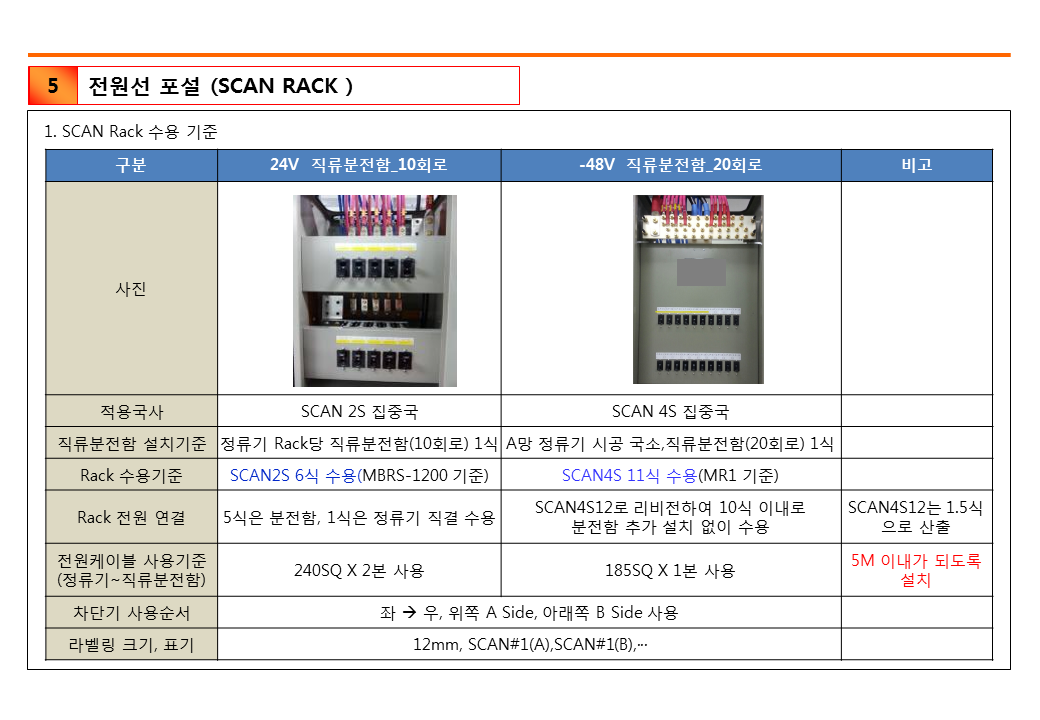 5 전원선 포설 (SCAN RACK )
1. SCAN Rack 수용 기준
구분 24V 직류분전함_10회로 -48V 직류분전함_20회로 비고
사진
적용국사 SCAN 2S 집중국 SCAN 4S 집중국
직류분전함 설치기준 정류기 Rack당 직류분전함(10회로) 1식 A망 정류기 시공 국소,직류분전함(20회로) 1식
Rack 수용기준 SCAN2S 6식 수용(MBRS-1200 기준) SCAN4S 11식 수용(MR1 기준)
Rack 전원 연결 5식은 분전함, 1식은 정류기 직결 수용
SCAN4S12로 리비전하여 10식 이내로
분전함 추가 설치 없이 수용
SCAN4S12는 1.5식
으로 산출
전원케이블 사용기준
(정류기~직류분전함)
240SQ X 2본 사용 185SQ X 1본 사용
5M 이내가 되도록
설치
차단기 사용순서 좌 → 우, 위쪽 A Side, 아래쪽 B Side 사용
라벨링 크기, 표기 12mm, SCAN#1(A),SCAN#1(B),…